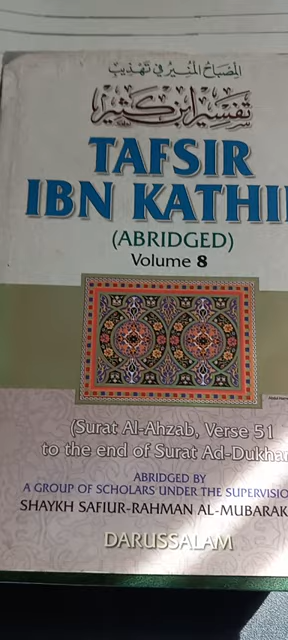 المصباح المنير في تهذيب
تفسير ابن كثير
TAFSIR
IBN KATHI
(ABRIDGED)
Volume 8
(Surat Al-Ahzab, Verse 51
to the end of Surat Ad-Dukhan
ABRIDGED BY
A GROUP OF SCHOLARS UNDER THE SUPERVISIO
SHAYKH SAFIUR-RAHMAN AL-MUBARAK
DARUSSALAM